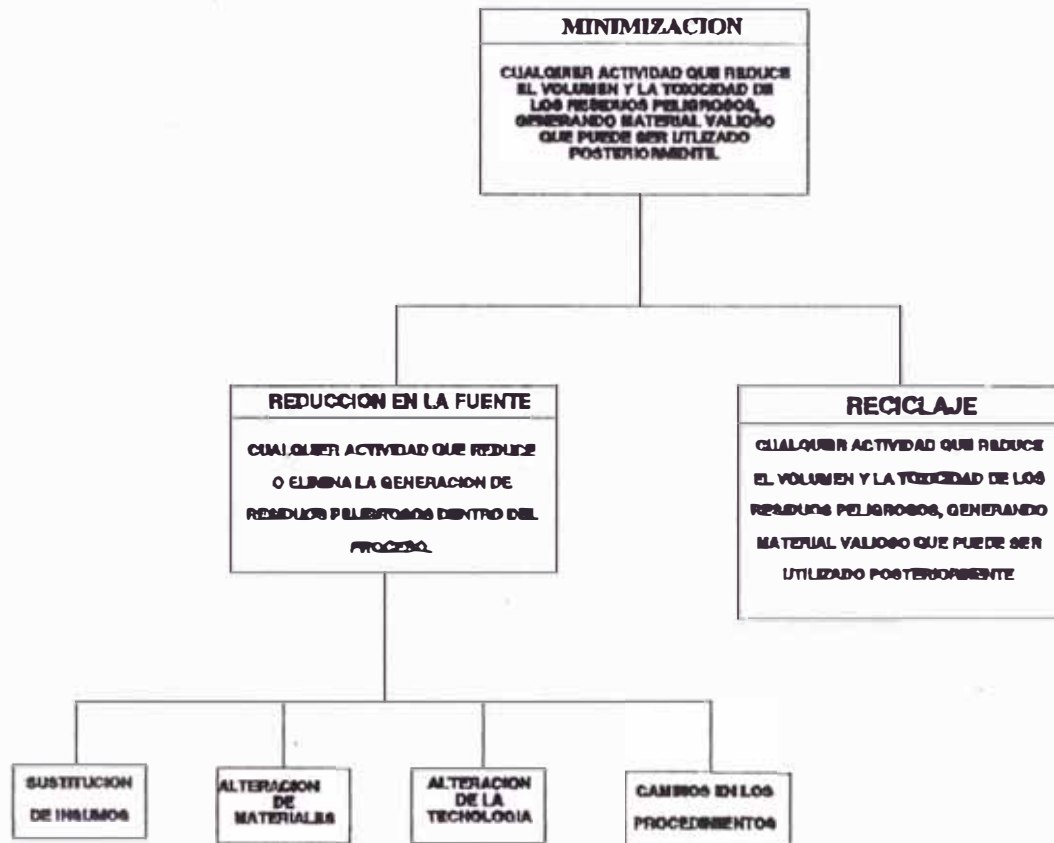 MINIMIZACION
CUALQUIER ACTIVIDAD QUE REDUCE
EL VOLUMEN Y LA TOXICIDAD DE
LOS RESIDUOS PELIGROSOS,
GENERANDO MATERIAL VALIOSO
QUE PUEDE SER UTILIZADO
POSTERIORMENTE.
REDUCCION EN LA FUENTE
CUALQUIER ACTIVIDAD QUE REDUCE
O ELIMINA LA GENERACION DE
RESIDUOS PELIGROSOS DENTRO DEL
PROCESO.
RECICLAJE
CUALQUIER ACTIVIDAD QUE REDUCE
EL VOLUMEN Y LA TOXICIDAD DE LOS
RESIDUOS PELIGROSOS, GENERANDO
MATERIAL VALIOSO QUE PUEDE SER
UTILIZADO POSTERIORMENTE
SUSTITUCION
DE INSUMOS
ALTERACION
DE
MATERIALES
ALTERACION
DE LA
TECNOLOGIA
CAMBIOS EN LOS
PROCEDIMIENTOS